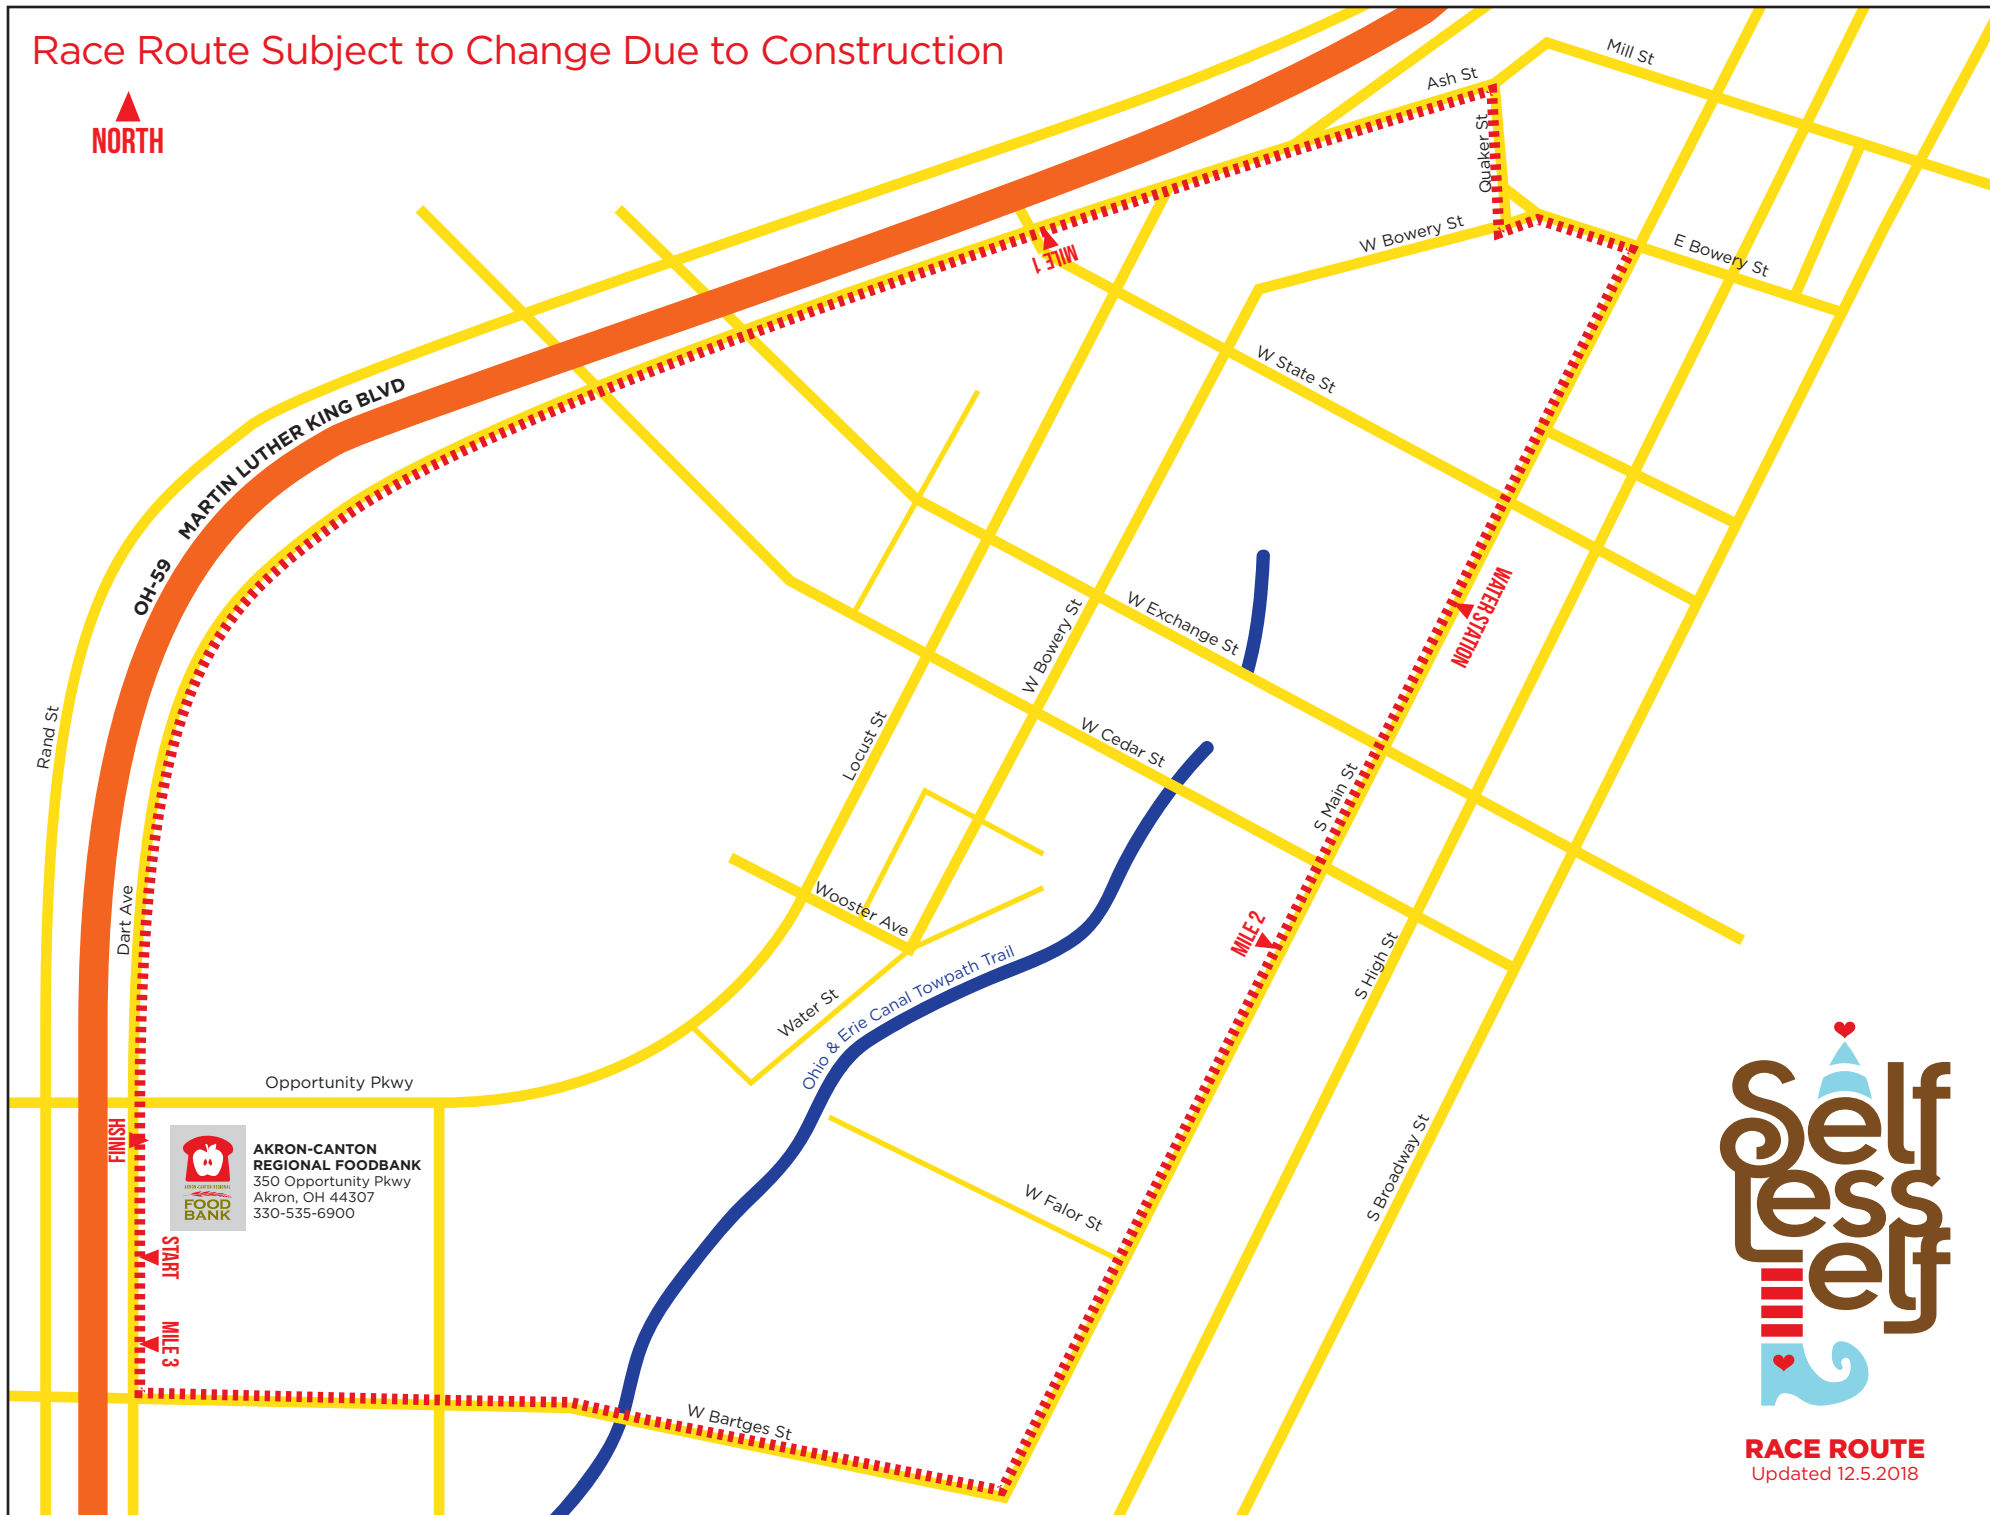 Race Route Subject to Change Due to Construction
NORTH
Mill St
Ash St
Quaker St
W Bowery St
E Bowery St
MILE 1
W State St
MARTIN LUTHER KING BLVD
OH-59
WATER STATION
W Exchange St
W Bowery St
Rand St
Locust St
W Cedar St
S Main St
Dart Ave
Wooster Ave
MILE 2
S High St
Water St
Ohio & Erie Canal Towpath Trail
Opportunity Pkwy
FINISH
AKRON-CANTON REGIONAL
FOOD
BANK
AKRON-CANTON
REGIONAL FOODBANK
350 Opportunity Pkwy
Akron, OH 44307
330-535-6900
START
MILE 3
W Falor St
S Broadway St
W Bartges St
Self
Less
elf
RACE ROUTE
Updated 12.5.2018